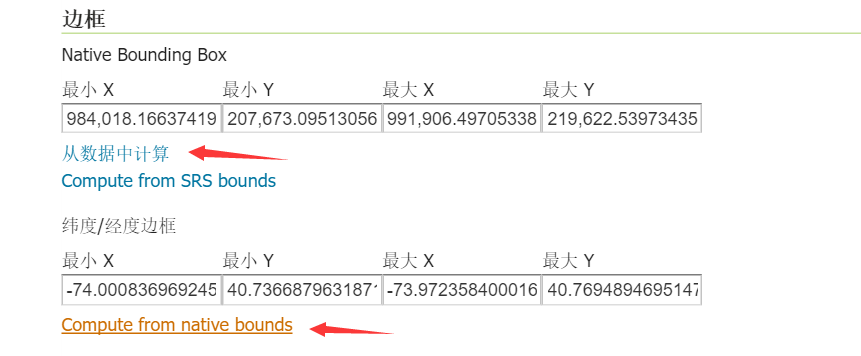 边框
Native Bounding Box
最小 X 最小 Y 最大 X 最大 Y
984,018.16637419 207,673.09513056 991,906.49705338 219,622.53973435
从数据中计算
Compute from SRS bounds
纬度/经度边框
最小 X 最小 Y 最大 X 最大 Y
-74.000836969245 40.736687963187 -73.972358400016 40.7694894695147
Compute from native bounds